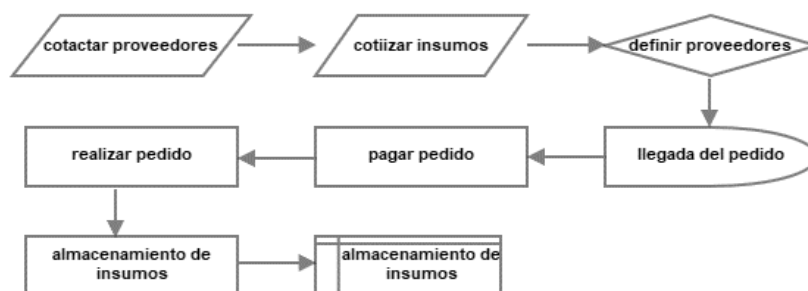 cotactar proveedores
cotiizar insumos
definir proveedores
realizar pedido
pagar pedido
llegada del pedido
almacenamiento de
insumos
almacenamiento de
insumos